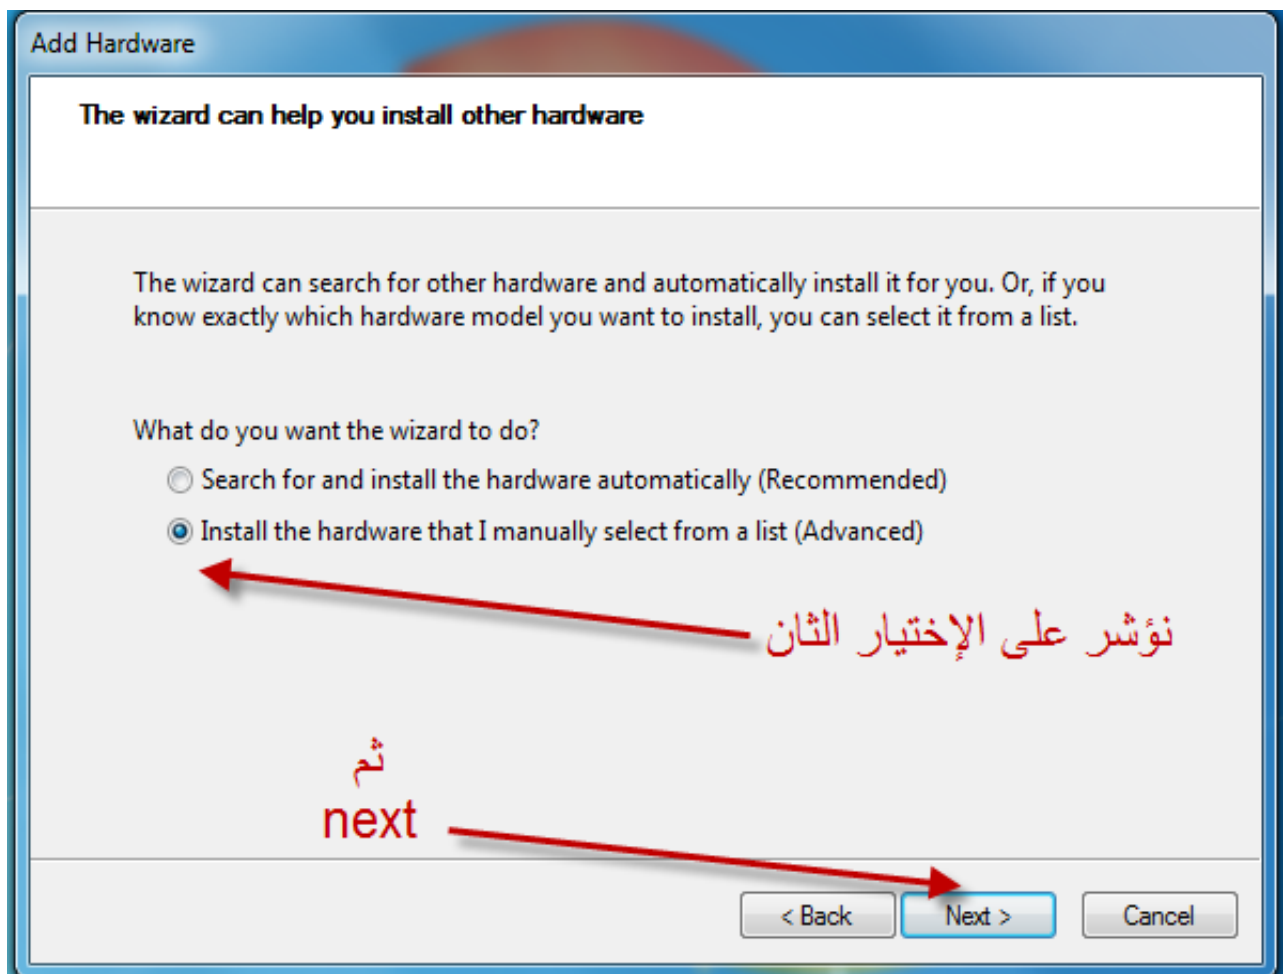 Add Hardware
The wizard can help you install other hardware
The wizard can search for other hardware and automatically install it for you. Or, if you
know exactly which hardware model you want to install, you can select it from a list.
What do you want the wizard to do?
Search for and install the hardware automatically (Recommended)
Install the hardware that I manually select from a list (Advanced)
نؤشر على الإختيار الثان
ثم
next
< Back
Next >
Cancel